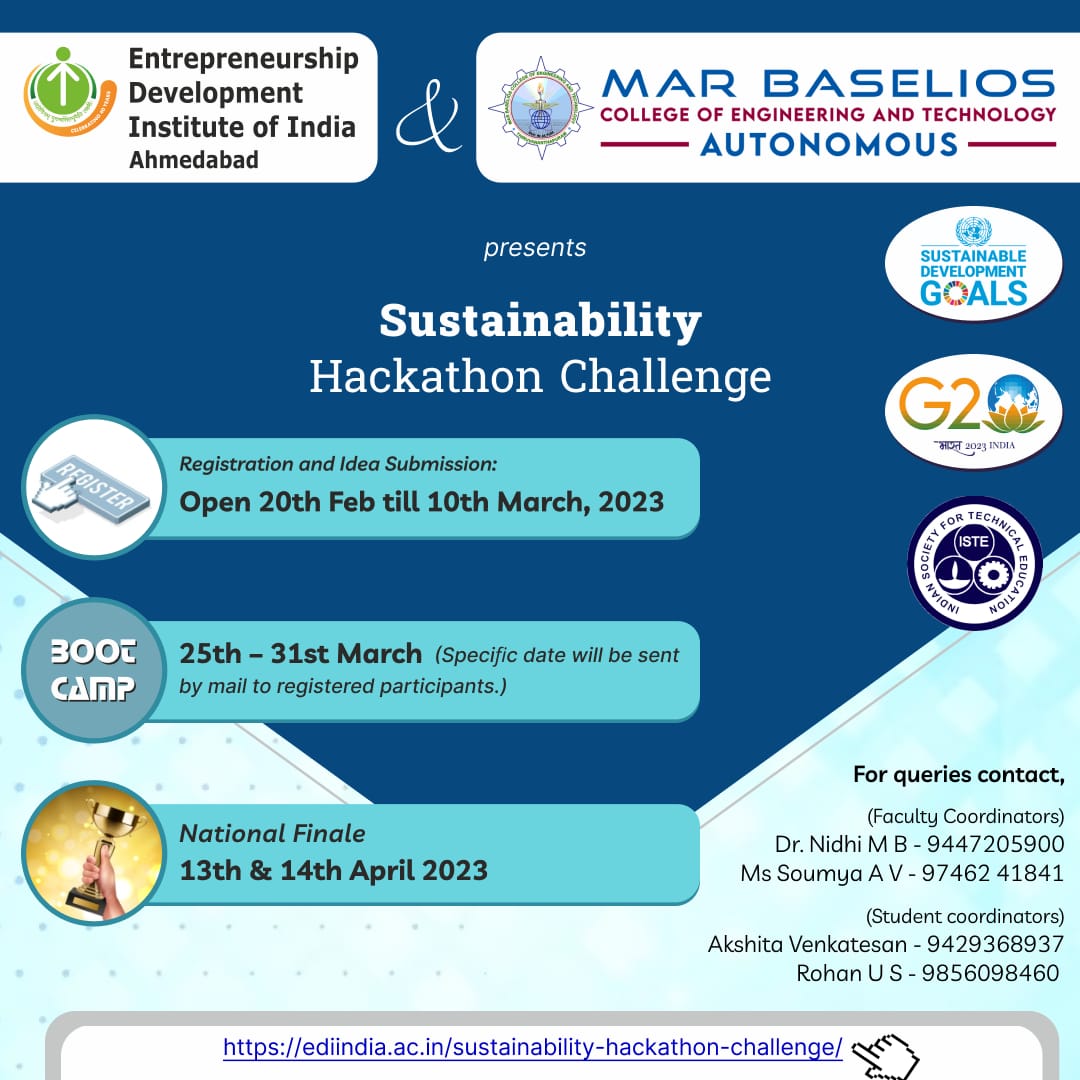 Entrepreneurship
Development
Institute of India
Ahmedabad
CELEBRATING 40 YEARS
&
MAR BASELIOS
COLLEGE OF ENGINEERING AND TECHNOLOGY
AUTONOMOUS
presents
SUSTAINABLE
DEVELOPMENT
GOALS
Sustainability
Hackathon Challenge
G20
भारत 2023 INDIA
REGISTER
Registration and Idea Submission:
Open 20th Feb till 10th March, 2023
INDIAN SOCIETY FOR TECHNICAL EDUCATION
ISTE
BOOT
CAMP
25th – 31st March (Specific date will be sent
by mail to registered participants.)
National Finale
13th & 14th April 2023
For queries contact,
(Faculty Coordinators)
Dr. Nidhi M B - 9447205900
Ms Soumya A V - 97462 41841
(Student coordinators)
Akshita Venkatesan - 9429368937
Rohan U S - 9856098460
https://ediindia.ac.in/sustainability-hackathon-challenge/